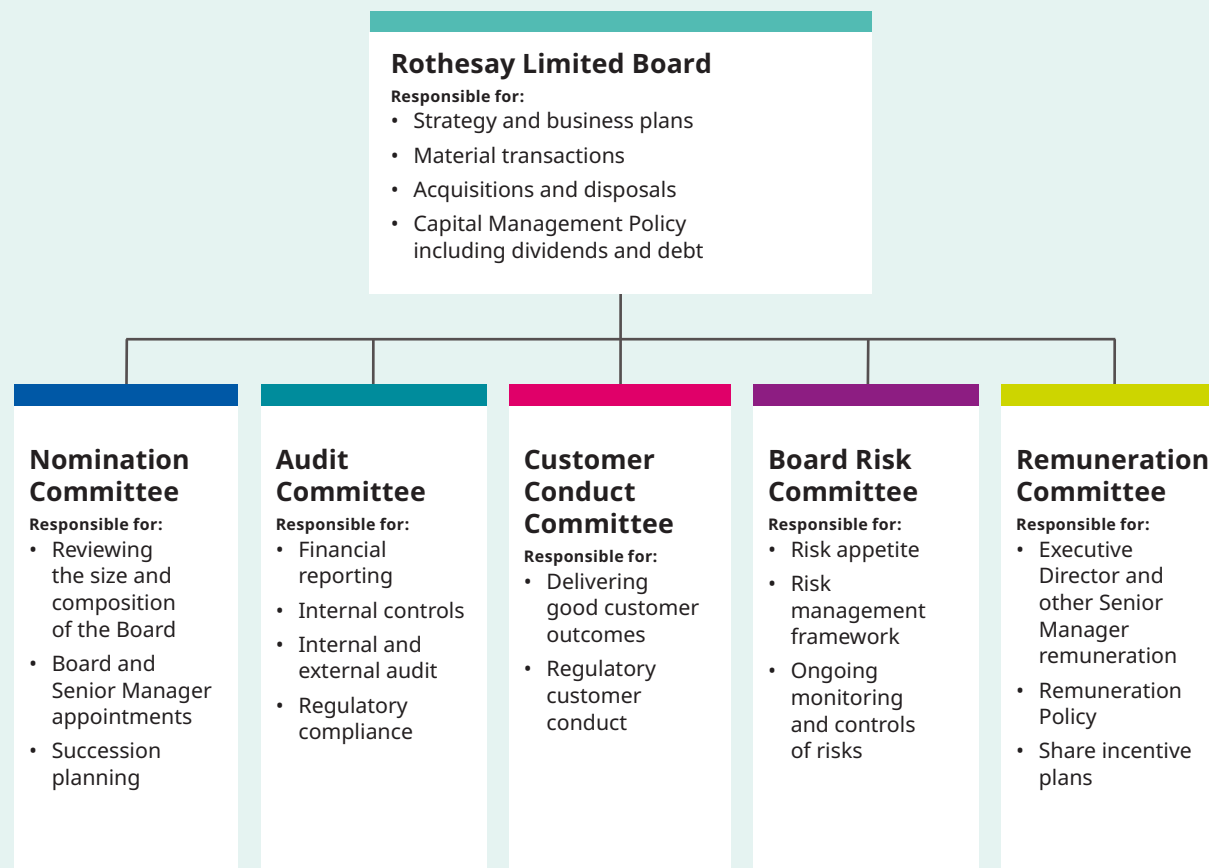 Rothesay Limited Board
Responsible for:
• Strategy and business plans
• Material transactions
• Acquisitions and disposals
• Capital Management Policy
including dividends and debt
Nomination
Committee
Responsible for:
• Reviewing
the size and
composition
of the Board
• Board and
Senior Manager
appointments
• Succession
planning
Audit
Committee
Responsible for:
• Financial
reporting
• Internal controls
• Internal and
external audit
• Regulatory
compliance
Customer
Conduct
Committee
Responsible for:
• Delivering
good customer
outcomes
• Regulatory
customer
conduct
Board Risk
Committee
Responsible for:
• Risk appetite
• Risk
management
framework
• Ongoing
monitoring
and controls
of risks
Remuneration
Committee
Responsible for:
• Executive
Director and
other Senior
Manager
remuneration
• Remuneration
Policy
• Share incentive
plans